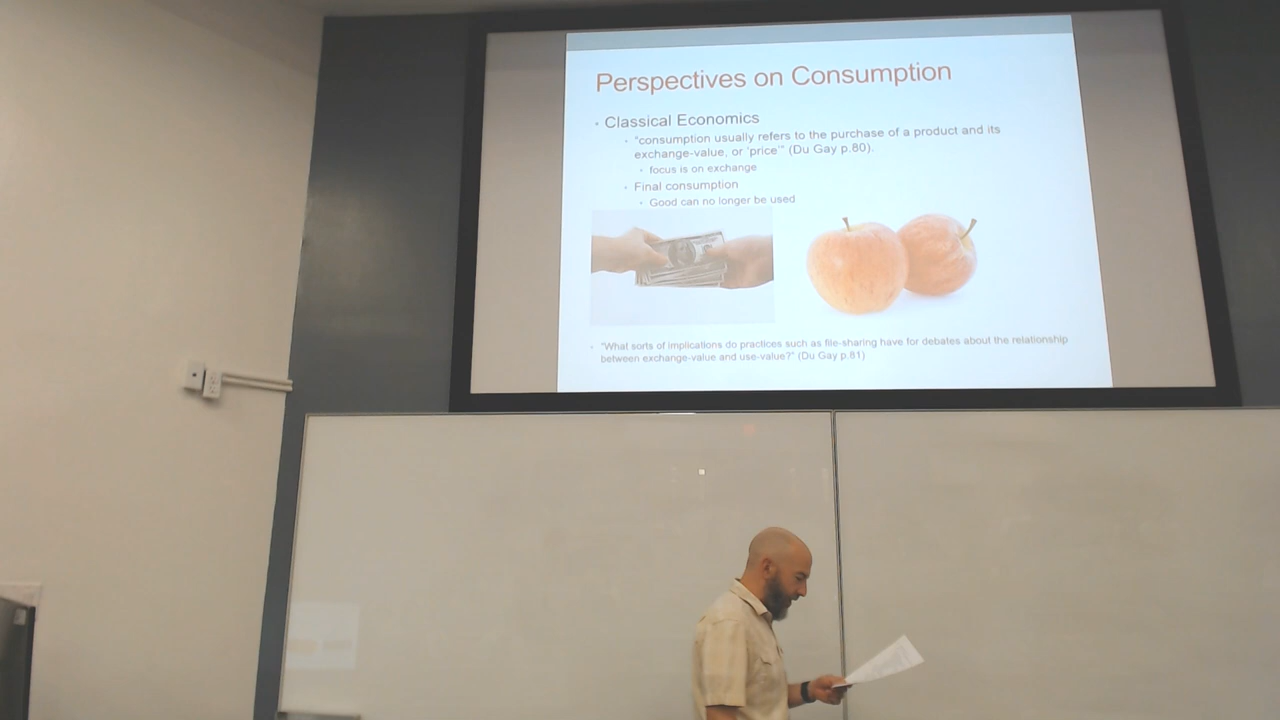 Perspectives on Consumption
• Classical Economics
• "consumption usually refers to the purchase of a product and its
exchange-value, or 'price'" (Du Gay p.80).
• focus is on exchange
• Final consumption
• Good can no longer be used
• "What sorts of implications do practices such as file-sharing have for debates about the relationship
between exchange-value and use-value?" (Du Gay p.81)